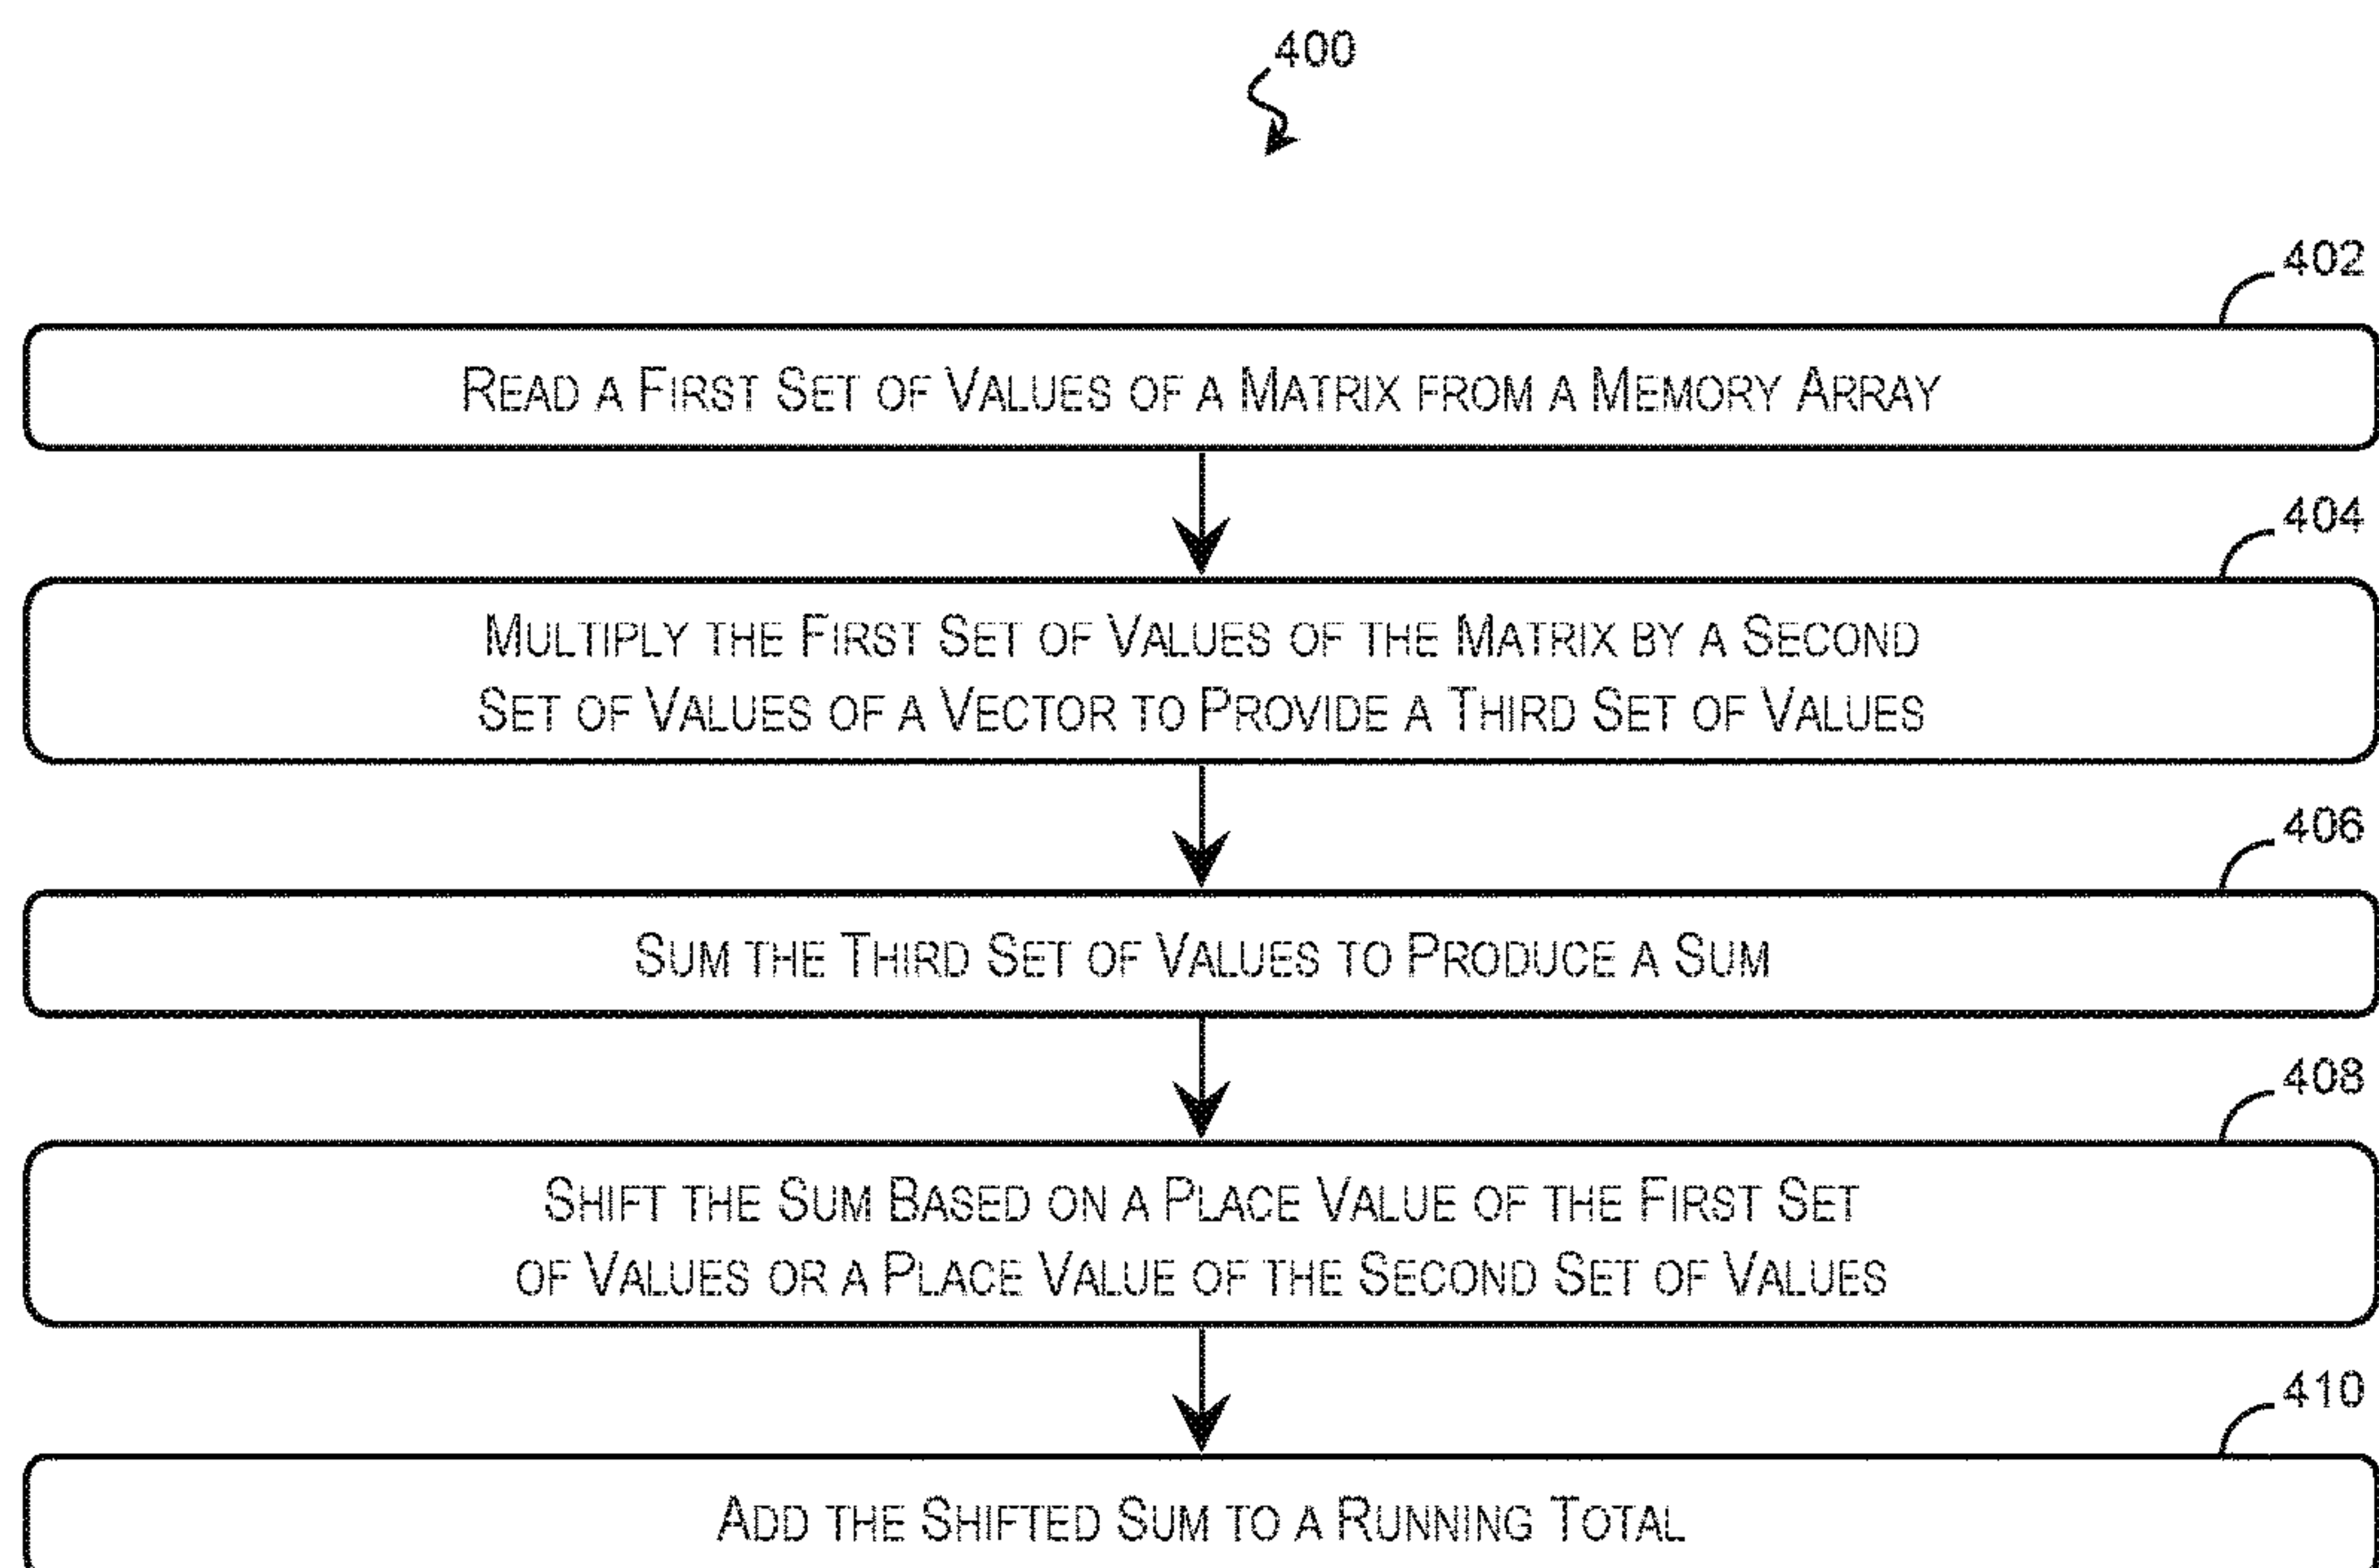 400
402
READ A FIRST SET OF VALUES OF A MATRIX FROM A MEMORY ARRAY
404
MULTIPLY THE FIRST SET OF VALUES OF THE MATRIX BY A SECOND
SET OF VALUES OF A VECTOR TO PROVIDE A THIRD SET OF VALUES
406
SUM THE THIRD SET OF VALUES TO PRODUCE A SUM
408
SHIFT THE SUM BASED ON A PLACE VALUE OF THE FIRST SET
OF VALUES OR A PLACE VALUE OF THE SECOND SET OF VALUES
410
ADD THE SHIFTED SUM TO A RUNNING TOTAL